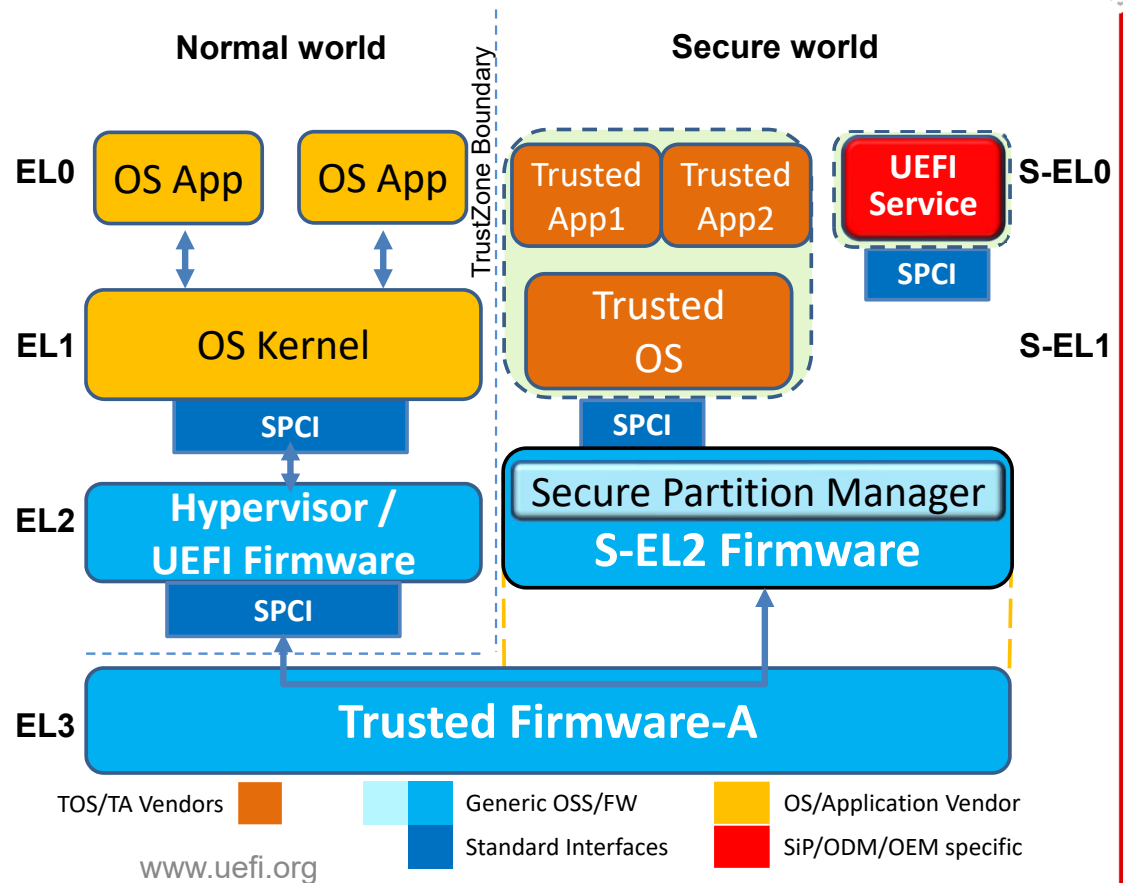 Normal world
Secure world
TrustZone Boundary
EL0
OS App
OS App
Trusted
App1
Trusted
App2
UEFI
Service
S-EL0
SPCI
EL1
OS Kernel
Trusted
OS
S-EL1
SPCI
SPCI
EL2
Hypervisor /
UEFI Firmware
Secure Partition Manager
S-EL2 Firmware
SPCI
EL3
Trusted Firmware-A
TOS/TA Vendors
Generic OSS/FW
OS/Application Vendor
Standard Interfaces
SiP/ODM/OEM specific
www.uefi.org